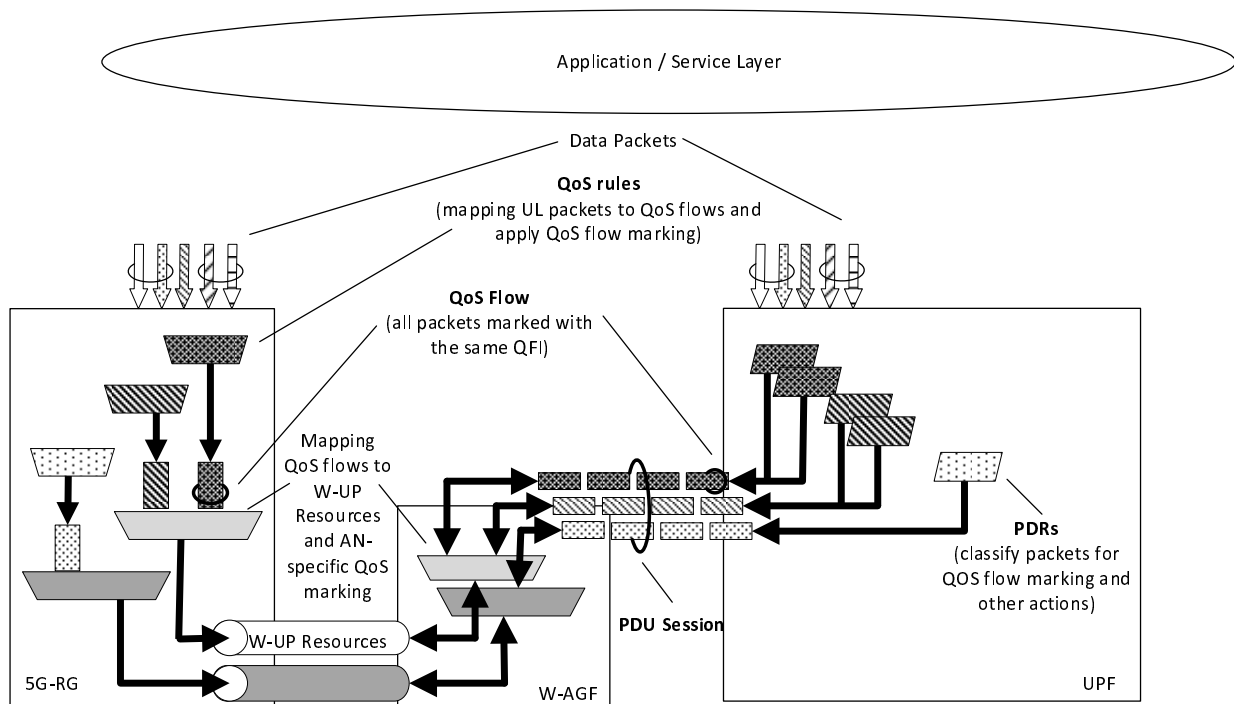 Application / Service Layer
Data Packets
QoS rules
(mapping UL packets to QoS flows and
apply QoS flow marking)
QoS Flow
(all packets marked with
the same QFI)
Mapping
QoS flows to
W-UP
Resources
and AN-
specific QoS
marking
PDRs
(classify packets for
QOS flow marking and
other actions)
PDU Session
W-UP Resources
5G-RG
W-AGF
UPF